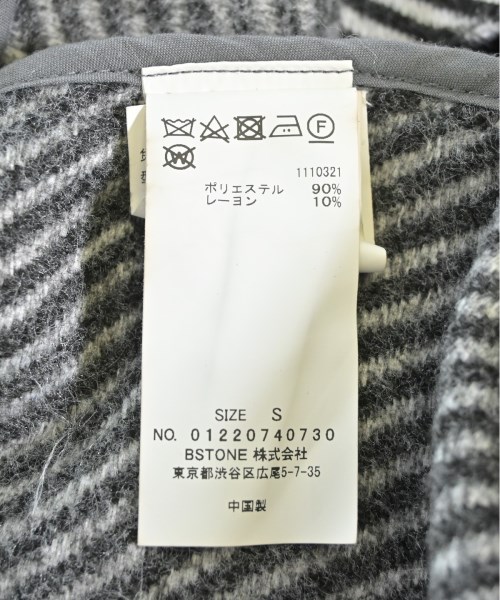 F
W
1110321
ポリエステル 90%
レーヨン 10%
SIZE S
NO. 01220740730
BSTONE 株式会社
東京都渋谷区広尾5-7-35
中国製